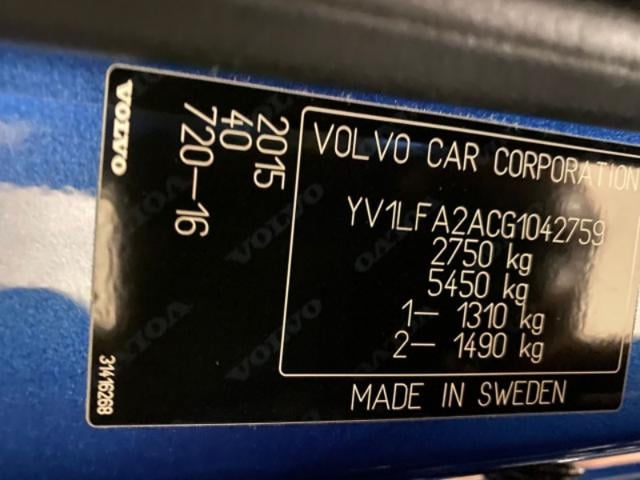 VOLVO
2015
40
720-16
31416268
VOLVO CAR CORPORATION
YV1LFA2ACG1042759
2750 kg
5450 kg
1- 1310 kg
2- 1490 kg
MADE IN SWEDEN